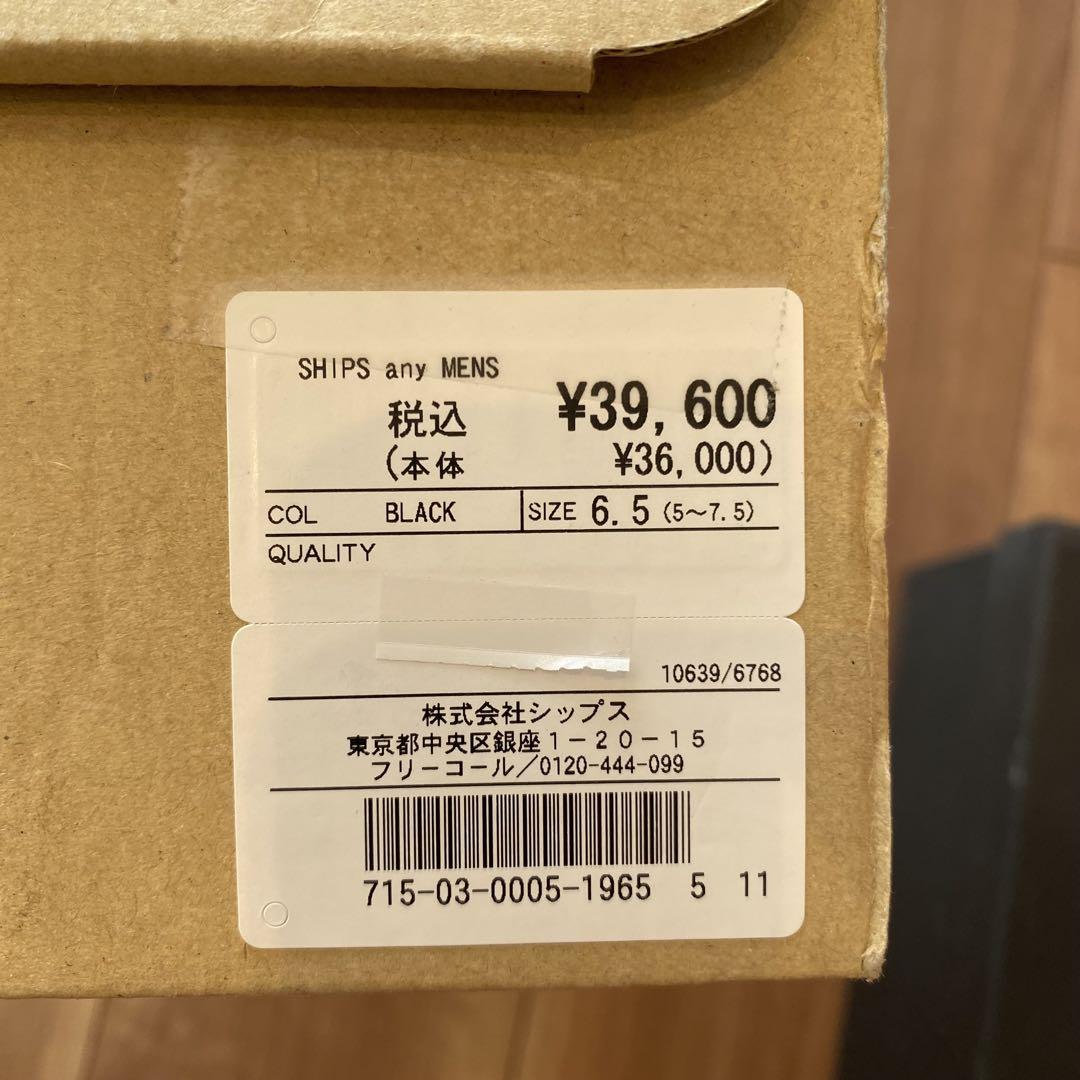 SHIPS any MENS
税込 ¥39,600
(本体 ¥36,000)
COL BLACK SIZE 6.5 (5～7.5)
QUALITY
10639/6768
株式会社シップス
東京都中央区銀座１－２０－１５
フリーコール／0120-444-099
715-03-0005-1965 5 11